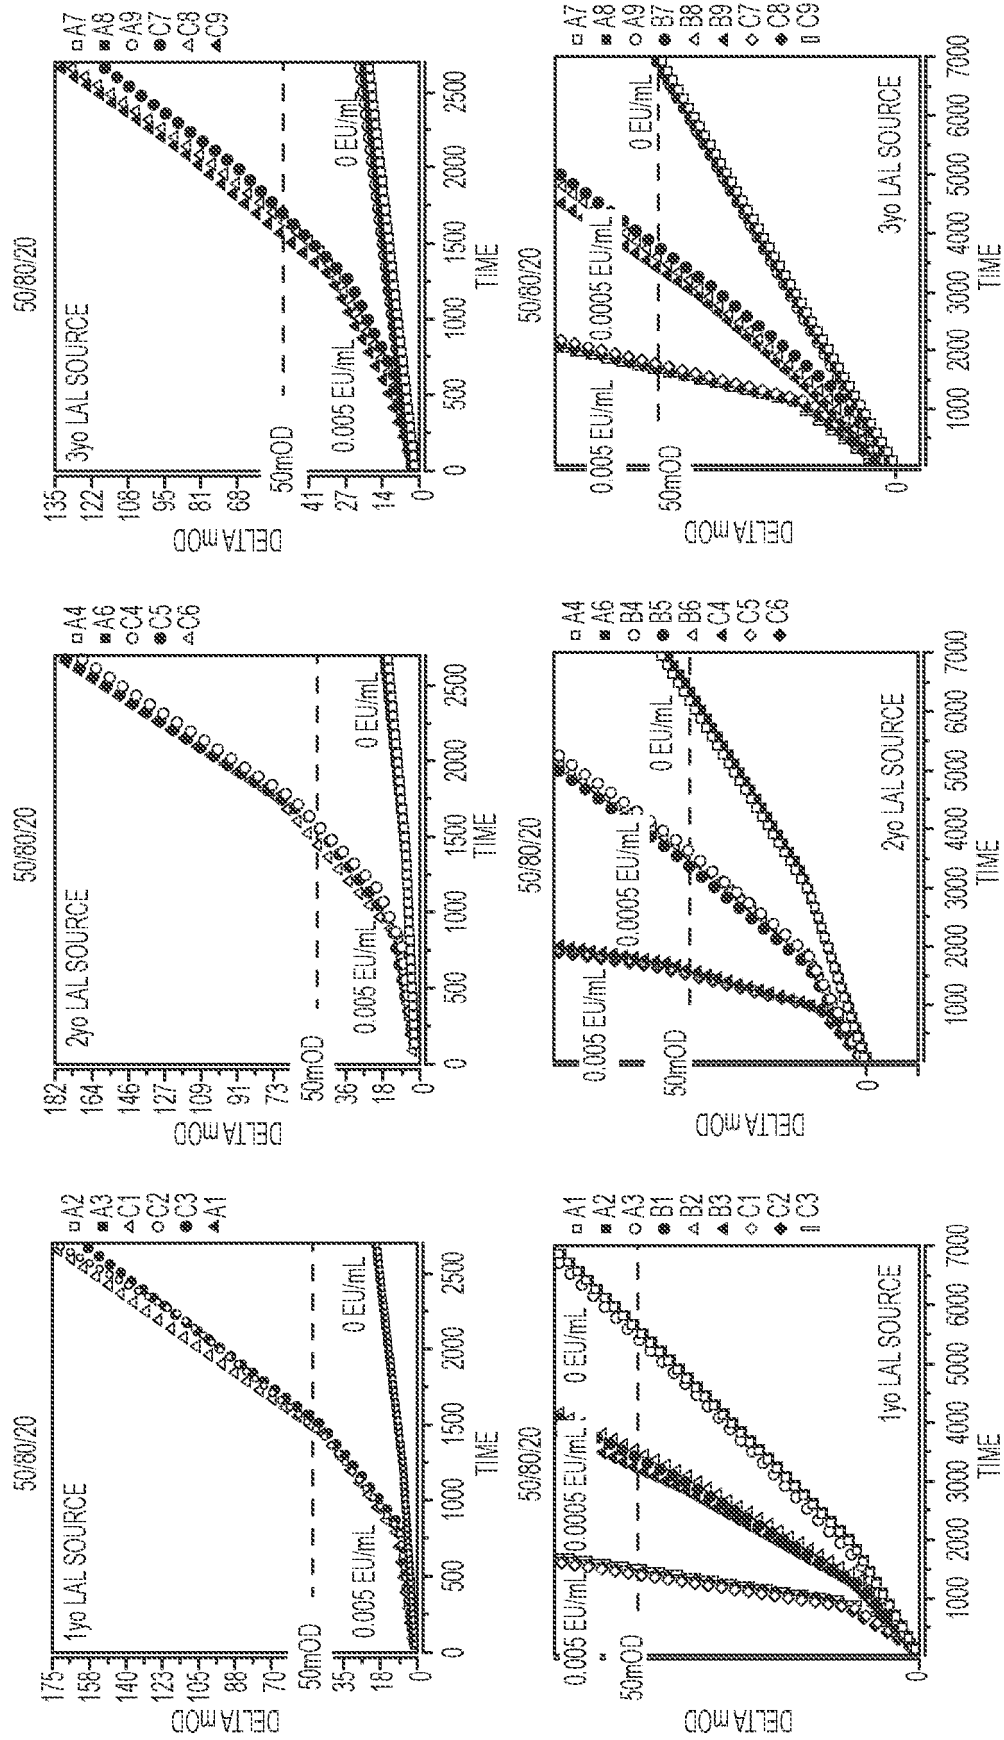 50/80/20
1yo LAL SOURCE
175
158
140
123
105
88
70
50mOD
35
18
0
DELTA mOD
0.005 EU/mL
0 EU/mL
0
500
1000
1500
2000
2500
TIME
A2
A3
C1
C2
C3
A1
50/80/20
2yo LAL SOURCE
182
164
146
127
109
91
73
50mOD
36
18
0
DELTA mOD
0.005 EU/mL
0 EU/mL
0
500
1000
1500
2000
2500
TIME
A4
A6
C4
C5
C6
50/80/20
3yo LAL SOURCE
135
122
108
95
81
68
50mOD
41
27
14
0
DELTA mOD
0.005 EU/mL
0 EU/mL
0
500
1000
1500
2000
2500
TIME
A7
A8
A9
C7
C8
C9
50/80/20
0.005 EU/mL
0.0005 EU/mL
0 EU/mL
50mOD
0
DELTA mOD
1yo LAL SOURCE
1000
2000
3000
4000
5000
6000
7000
TIME
A1
A2
A3
B1
B2
B3
C1
C2
C3
50/80/20
0.005 EU/mL
0.0005 EU/mL
0 EU/mL
50mOD
0
DELTA mOD
2yo LAL SOURCE
1000
2000
3000
4000
5000
6000
7000
TIME
A4
A6
B4
B5
B6
C4
C5
C6
50/80/20
0.005 EU/mL
0.0005 EU/mL
0 EU/mL
50mOD
0
DELTA mOD
3yo LAL SOURCE
1000
2000
3000
4000
5000
6000
7000
TIME
A7
A8
A9
B7
B8
B9
C7
C8
C9